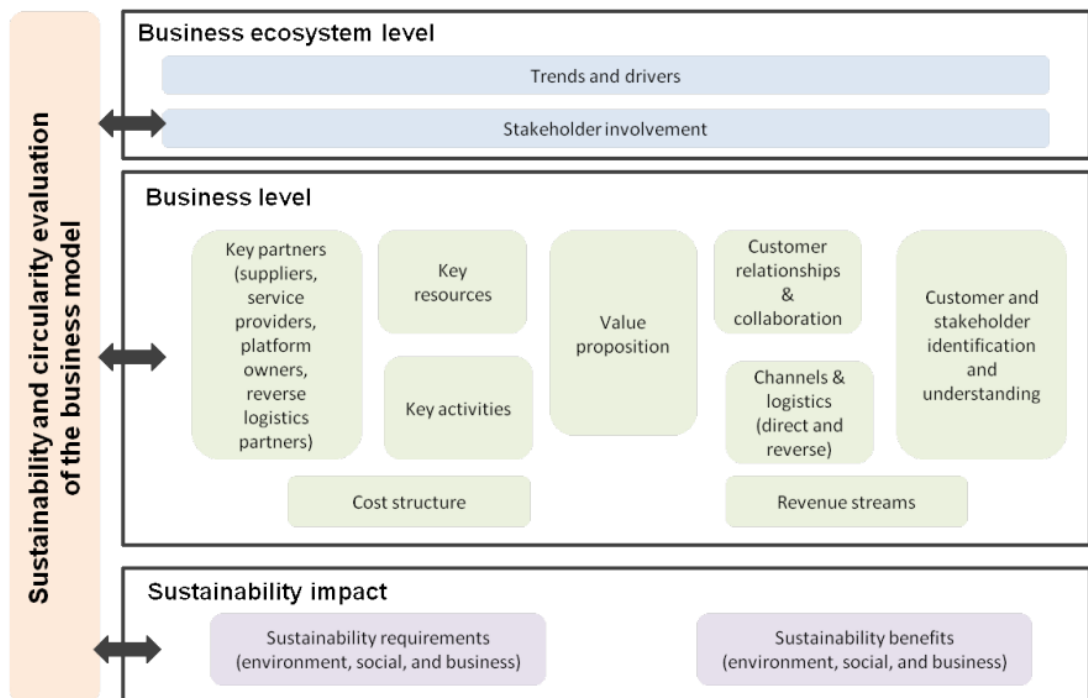 Sustainability and circularity evaluation
of the business model
Business ecosystem level
Trends and drivers
Stakeholder involvement
Business level
Key partners
(suppliers,
service
providers,
platform
owners,
reverse
logistics
partners)
Key
resources
Key activities
Value
proposition
Customer
relationships
&
collaboration
Channels &
logistics
(direct and
reverse)
Customer and
stakeholder
identification
and
understanding
Cost structure
Revenue streams
Sustainability impact
Sustainability requirements
(environment, social, and business)
Sustainability benefits
(environment, social, and business)